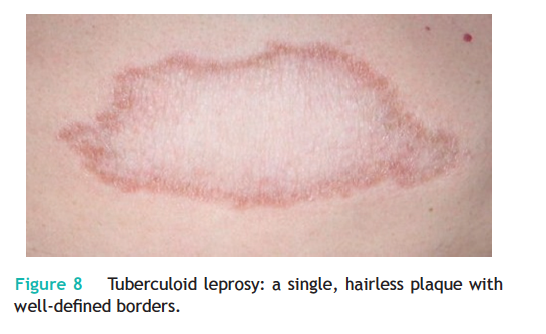 Figure 8 Tuberculoid leprosy: a single, hairless plaque with
well-defined borders.